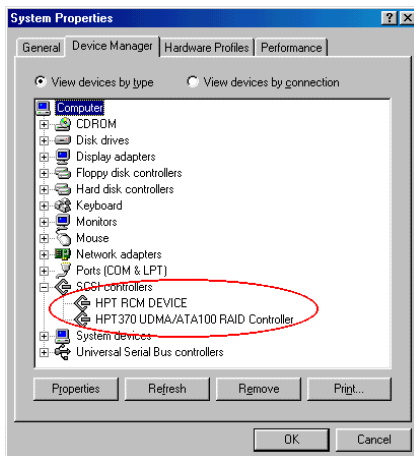 System Properties
General Device Manager Hardware Profiles Performance
View devices by type View devices by connection
Computer
CDROM
Disk drives
Display adapters
Floppy disk controllers
Hard disk controllers
Keyboard
Monitors
Mouse
Network adapters
Ports (COM & LPT)
SCSI controllers
HPT RCM DEVICE
HPT370 UDMA/ATA100 RAID Controller
System devices
Universal Serial Bus controllers
Properties Refresh Remove Print...
OK Cancel